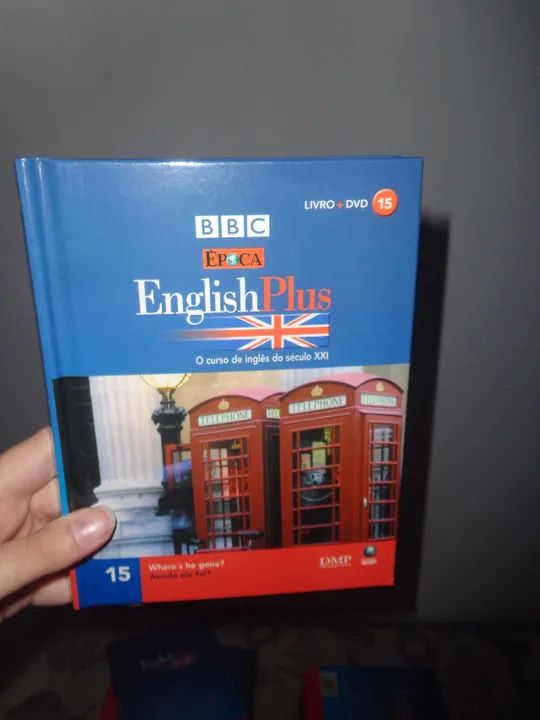 LIVRO + DVD 15
BBC
ÉPOCA
English Plus
O curso de inglês do século XXI
TELEPHONE
TELEPHONE
15
Where's he gone?
Aonde ele foi?
DMP
English